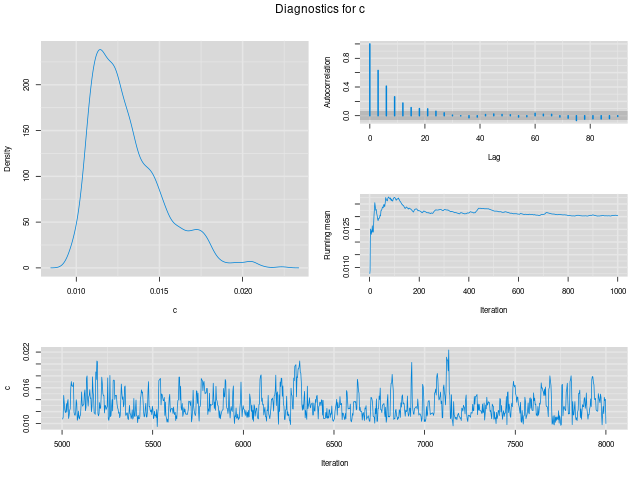 Diagnostics for c
Density
0 50 100 150 200
0.010 0.015 0.020
c
Autocorrelation
0.0 0.4 0.8
0 20 40 60 80
Lag
Running mean
0.0110 0.0125
0 200 400 600 800 1000
Iteration
c
0.010 0.016 0.022
5000 5500 6000 6500 7000 7500 8000
Iteration